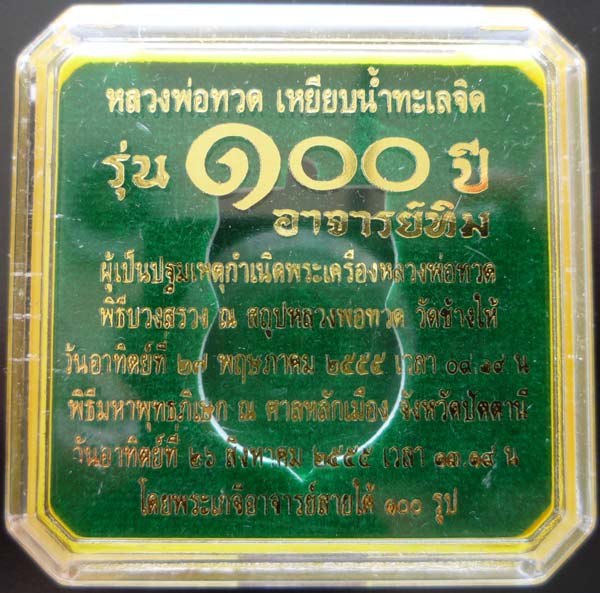 หลวงพ่อทวด เหยียบน้ำทะเลจืด
รุ่น ๑๐๐ ปี
อาจารย์ทิม
ผู้เป็นปฐมเหตุกำเนิดพระเครื่องหลวงพ่อทวด
พิธีบวงสรวง ณ สถูปหลวงพ่อทวด วัดช้างให้
วันอาทิตย์ที่ ๒๗ พฤษภาคม ๒๕๕๕ เวลา ๐๙.๑๙ น
พิธีมหาพุทธภิเษก ณ ศาลหลักเมือง จังหวัดปัตตานี
วันอาทิตย์ที่ ๒๖ สิงหาคม ๒๕๕๕ เวลา ๑๓.๑๙ น
โดยพระเกจิอาจารย์สายใต้ ๑๐๐ รูป